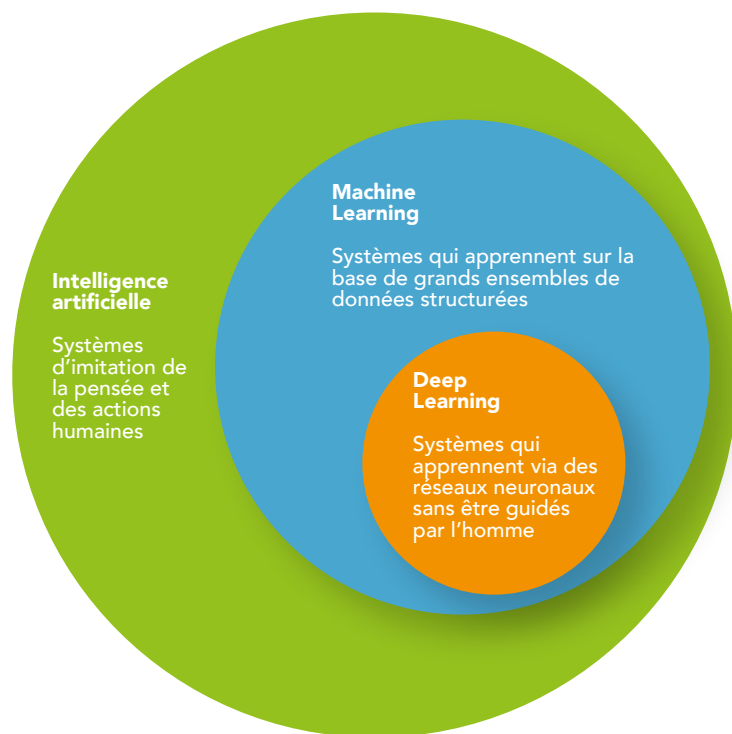 Intelligence
artificielle
Systèmes
d'imitation de
la pensée et
des actions
humaines
Machine
Learning
Systèmes qui apprennent sur la
base de grands ensembles de
données structurées
Deep
Learning
Systèmes qui
apprennent via des
réseaux neuronaux
sans être guidés
par l'homme